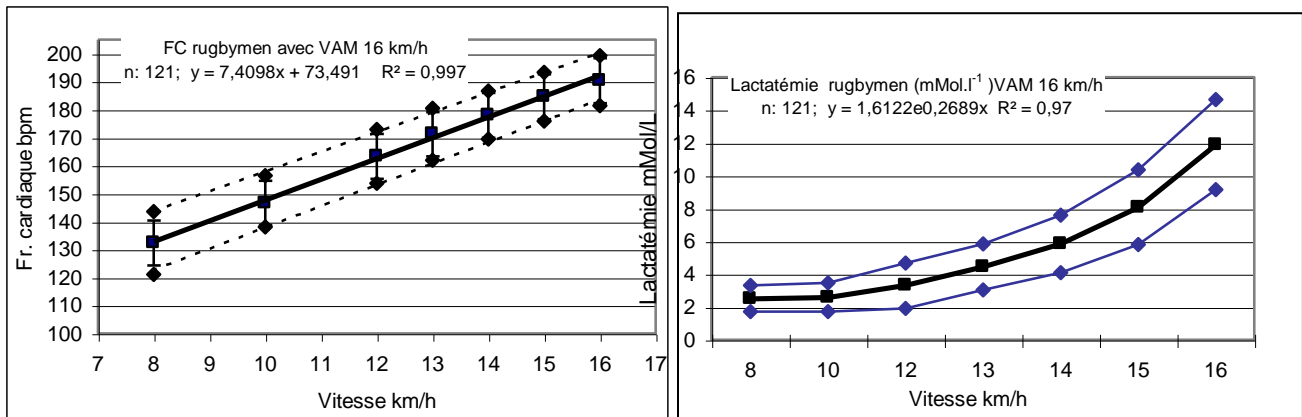 FC rugbymen avec VAM 16 km/h
n: 121; y = 7,4098x + 73,491 R² = 0,997
Fr. cardiaque bpm
200
190
180
170
160
150
140
130
120
110
100
7 8 9 10 11 12 13 14 15 16 17
Vitesse km/h
Lactatémie rugbymen (mMol.l⁻¹ )VAM 16 km/h
n: 121; y = 1,6122e0,2689x R² = 0,97
Lactatémie mMol/L
16
14
12
10
8
6
4
2
0
8 10 12 13 14 15 16
Vitesse km/h